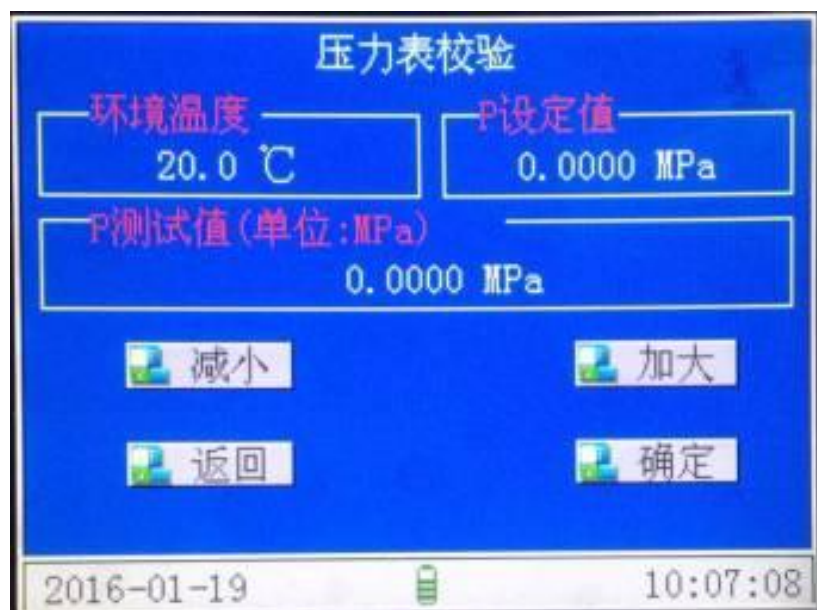 压力表校验
环境温度 P设定值
20.0 ℃ 0.0000 MPa
P测试值(单位:MPa)
0.0000 MPa
减小 加大
返回 确定
2016-01-19 10:07:08